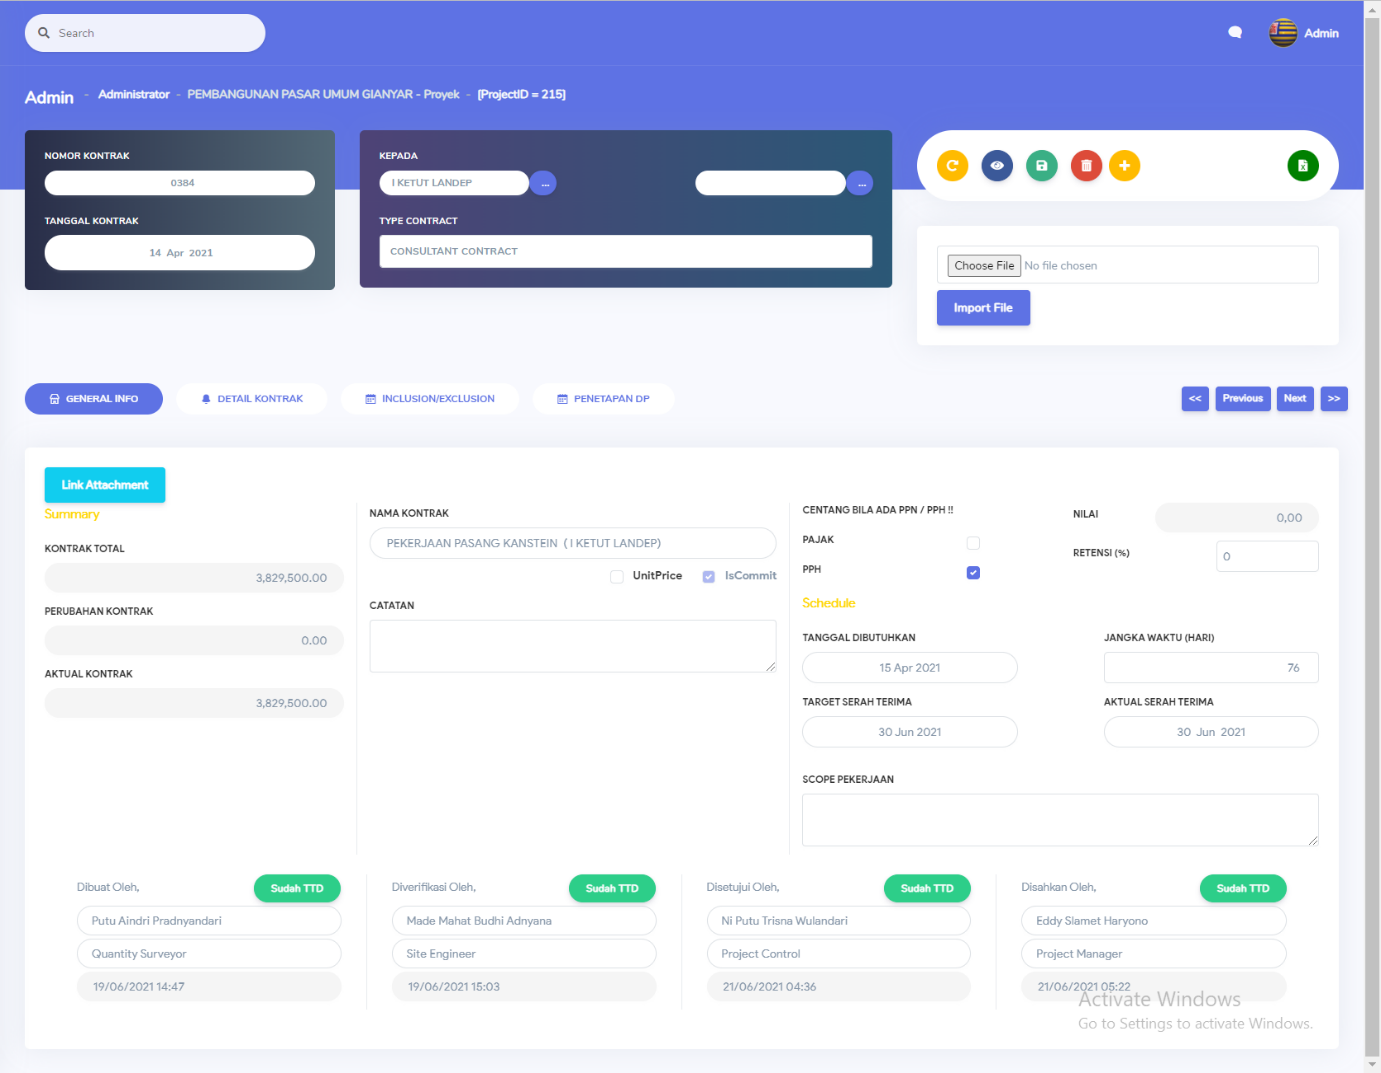 Search
Admin
Admin - Administrator - PEMBANGUNAN PASAR UMUM GIANYAR - Proyek - [ProjectID = 215]
NOMOR KONTRAK
0384
TANGGAL KONTRAK
14 Apr 2021
KEPADA
I KETUT LANDEP
...
...
TYPE CONTRACT
CONSULTANT CONTRACT
Choose File No file chosen
Import File
GENERAL INFO
DETAIL KONTRAK
INCLUSION/EXCLUSION
PENETAPAN DP
<<
Previous
Next
>>
Link Attachment
Summary
KONTRAK TOTAL
3,829,500.00
PERUBAHAN KONTRAK
0.00
AKTUAL KONTRAK
3,829,500.00
NAMA KONTRAK
PEKERJAAN PASANG KANSTEIN ( I KETUT LANDEP)
UnitPrice
IsCommit
CATATAN
CENTANG BILA ADA PPN / PPH !!
PAJAK
PPH
NILAI
0,00
RETENSI (%)
0
Schedule
TANGGAL DIBUTUHKAN
15 Apr 2021
JANGKA WAKTU (HARI)
76
TARGET SERAH TERIMA
30 Jun 2021
AKTUAL SERAH TERIMA
30 Jun 2021
SCOPE PEKERJAAN
Dibuat Oleh,
Sudah TTD
Putu Aindri Pradnyandari
Quantity Surveyor
19/06/2021 14:47
Diverifikasi Oleh,
Sudah TTD
Made Mahat Budhi Adnyana
Site Engineer
19/06/2021 15:03
Disetujui Oleh,
Sudah TTD
Ni Putu Trisna Wulandari
Project Control
21/06/2021 04:36
Disahkan Oleh,
Sudah TTD
Eddy Slamet Haryono
Project Manager
21/06/2021 05:22
Activate Windows
Go to Settings to activate Windows.